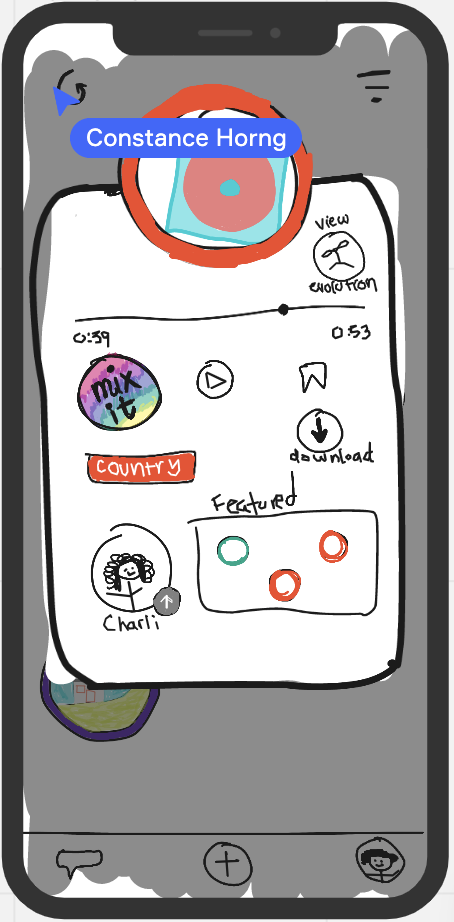 Constance Horng
view
evolution
0:39
0:53
mix
it
download
country
Featured
Charli